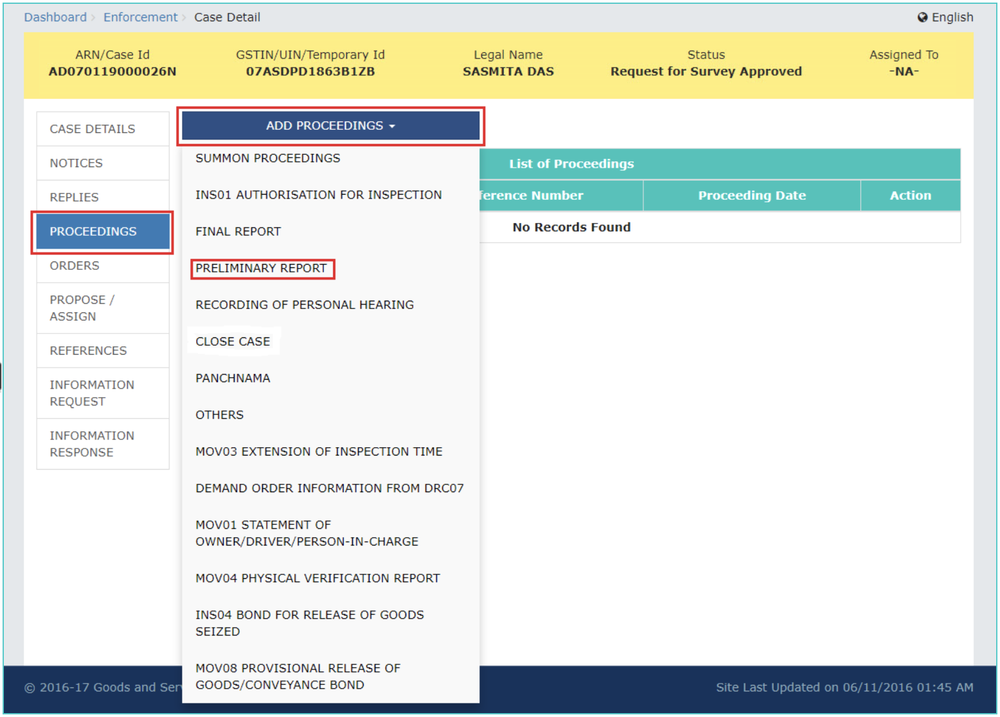 Dashboard > Enforcement > Case Detail
English
ARN/Case Id
AD070119000026N
GSTIN/UIN/Temporary Id
07ASDPD1863B1ZB
Legal Name
SASMITA DAS
Status
Request for Survey Approved
Assigned To
-NA-
CASE DETAILS
NOTICES
REPLIES
PROCEEDINGS
ORDERS
PROPOSE /
ASSIGN
REFERENCES
INFORMATION
REQUEST
INFORMATION
RESPONSE
ADD PROCEEDINGS
SUMMON PROCEEDINGS
INS01 AUTHORISATION FOR INSPECTION
FINAL REPORT
PRELIMINARY REPORT
RECORDING OF PERSONAL HEARING
CLOSE CASE
PANCHNAMA
OTHERS
MOV03 EXTENSION OF INSPECTION TIME
DEMAND ORDER INFORMATION FROM DRC07
MOV01 STATEMENT OF
OWNER/DRIVER/PERSON-IN-CHARGE
MOV04 PHYSICAL VERIFICATION REPORT
INS04 BOND FOR RELEASE OF GOODS
SEIZED
MOV08 PROVISIONAL RELEASE OF
GOODS/CONVEYANCE BOND
List of Proceedings
ference Number
Proceeding Date
Action
No Records Found
© 2016-17 Goods and Ser
Site Last Updated on 06/11/2016 01:45 AM